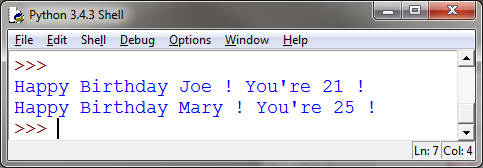 Python 3.4.3 Shell
File Edit Shell Debug Options Window Help
>>>
Happy Birthday Joe ! You're 21 !
Happy Birthday Mary ! You're 25 !
>>>
Ln: 7 Col: 4